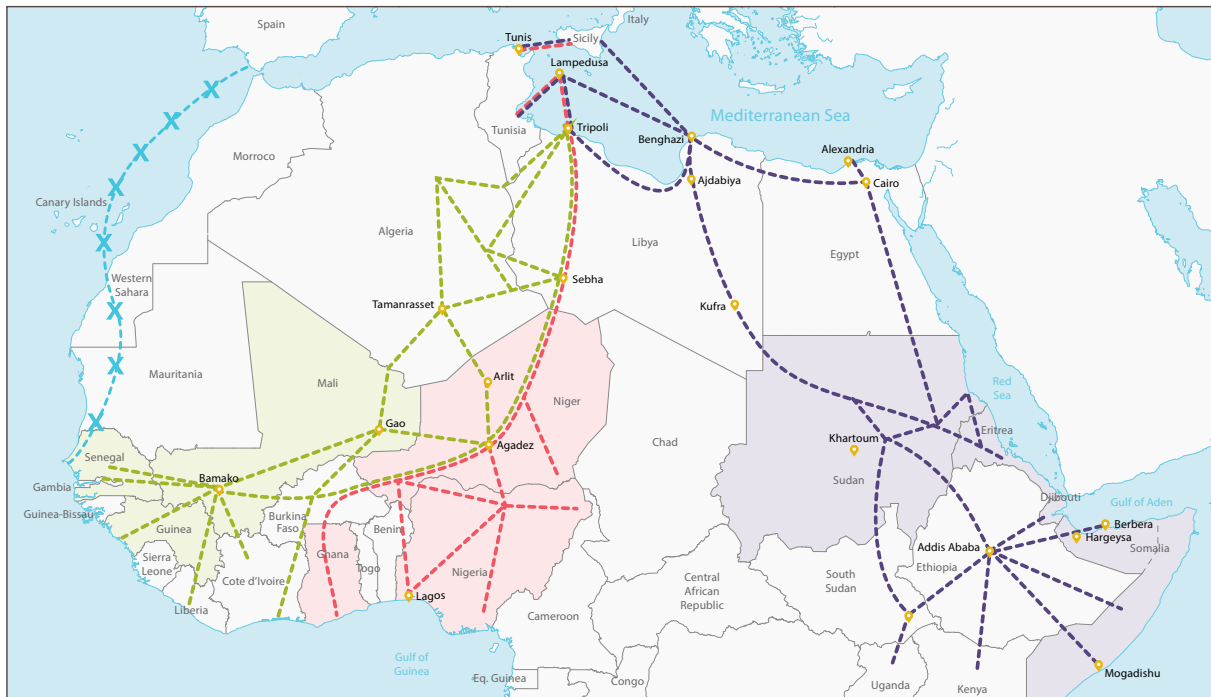 Spain
Italy
Tunis
Sicily
Lampedusa
Mediterranean Sea
Tripoli
Tunisia
Benghazi
Alexandria
Morroco
Ajdabiya
Cairo
Canary Islands
Algeria
Libya
Egypt
Western
Sahara
Sebha
Tamanrasset
Kufra
Mauritania
Mali
Arlit
Niger
Red
Sea
Gao
Agadez
Chad
Khartoum
Eritrea
Senegal
Sudan
Gambia
Bamako
Guinea-Bissau
Burkina
Faso
Djibouti
Gulf of Aden
Guinea
Benin
Berbera
Hargeysa
Somalia
Sierra
Leone
Ghana
Togo
Nigeria
Addis Ababa
Ethiopia
Cote d'Ivoire
South
Sudan
Central
African
Republic
Liberia
Lagos
Cameroon
Gulf of
Guinea
Eq. Guinea
Congo
Uganda
Kenya
Mogadishu
X
X
X
X
X
X
X
X